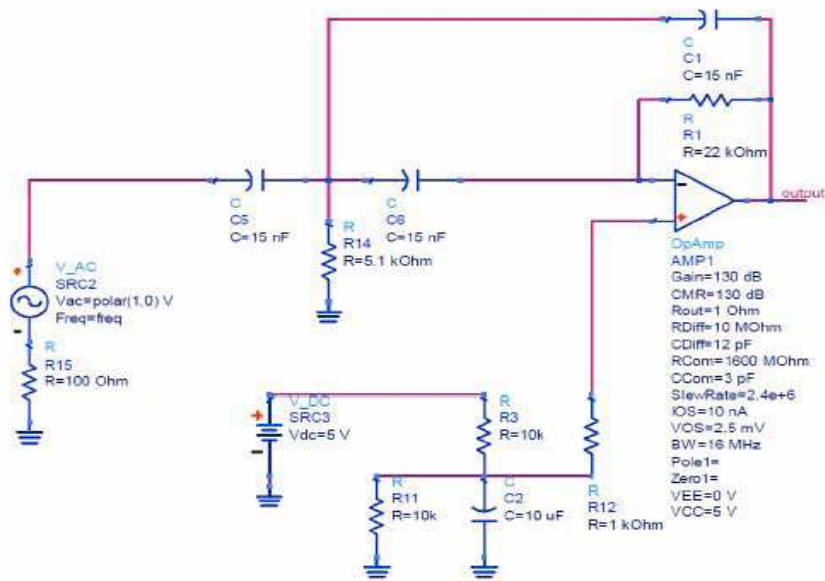 C
C1
C=15 nF
R
R1
R=22 kOhm
output
C
C5
C=15 nF
C
C6
C=15 nF
R
R14
R=5.1 kOhm
V_AC
SRC2
Vac=polar(1,0) V
Freq=freq
R
R15
R=100 Ohm
OpAmp
AMP1
Gain=130 dB
CMR=130 dB
Rout=1 Ohm
RDiff=10 MOhm
CDiff=12 pF
RCom=1600 MOhm
CCom=3 pF
SlewRate=2.4e+6
IOS=10 nA
VOS=2.5 mV
BW=16 MHz
Pole1=
Zero1=
VEE=0 V
VCC=5 V
V_DC
SRC3
Vdc=5 V
R
R3
R=10k
R
R11
R=10k
C
C2
C=10 uF
R
R12
R=1 kOhm